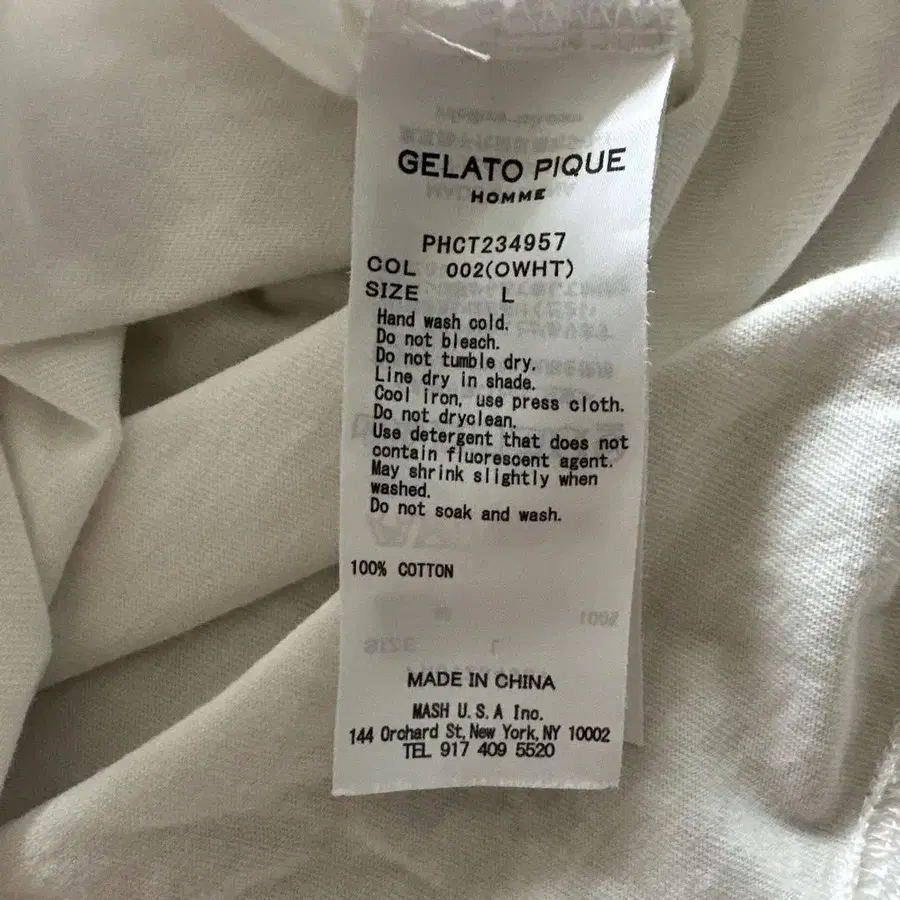 GELATO PIQUE
HOMME
PHCT234957
COL 002(OWHT)
SIZE L
Hand wash cold.
Do not bleach.
Do not tumble dry.
Line dry in shade.
Cool iron, use press cloth.
Do not dryclean.
Use detergent that does not
contain fluorescent agent.
May shrink slightly when
washed.
Do not soak and wash.
100% COTTON
MADE IN CHINA
MASH U.S.A Inc.
144 Orchard St, New York, NY 10002
TEL 917 409 5520